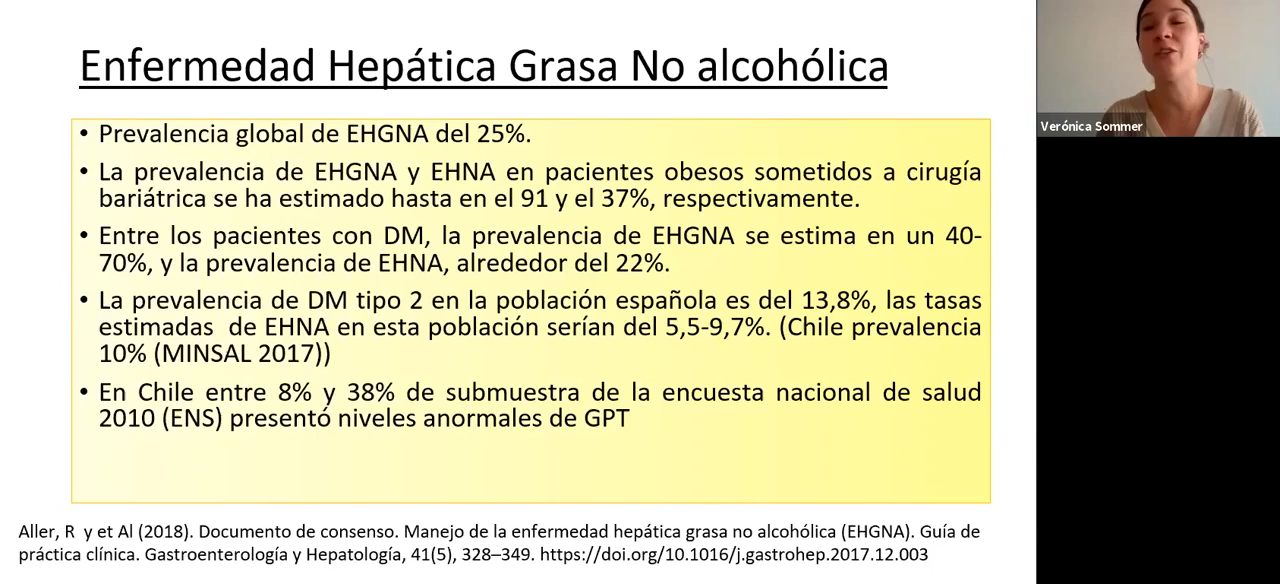 Enfermedad Hepática Grasa No alcohólica
• Prevalencia global de EHGNA del 25%.
• La prevalencia de EHGNA y EHNA en pacientes obesos sometidos a cirugía
bariátrica se ha estimado hasta en el 91 y el 37%, respectivamente.
• Entre los pacientes con DM, la prevalencia de EHGNA se estima en un 40-
70%, y la prevalencia de EHNA, alrededor del 22%.
• La prevalencia de DM tipo 2 en la población española es del 13,8%, las tasas
estimadas de EHNA en esta población serían del 5,5-9,7%. (Chile prevalencia
10% (MINSAL 2017))
• En Chile entre 8% y 38% de submuestra de la encuesta nacional de salud
2010 (ENS) presentó niveles anormales de GPT
Aller, R y et Al (2018). Documento de consenso. Manejo de la enfermedad hepática grasa no alcohólica (EHGNA). Guía de
práctica clínica. Gastroenterología y Hepatología, 41(5), 328–349. https://doi.org/10.1016/j.gastrohep.2017.12.003
Verónica Sommer